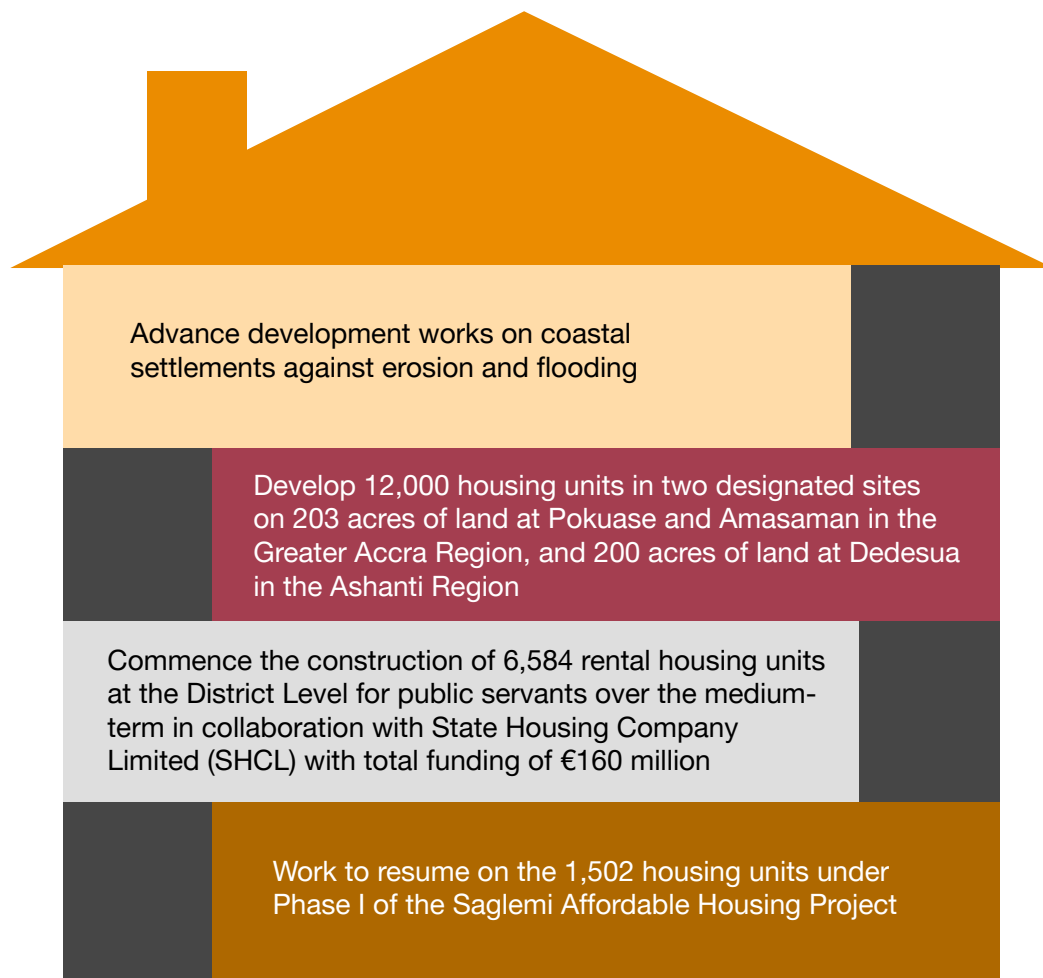 Advance development works on coastal
settlements against erosion and flooding
Develop 12,000 housing units in two designated sites
on 203 acres of land at Pokuase and Amasaman in the
Greater Accra Region, and 200 acres of land at Dedesua
in the Ashanti Region
Commence the construction of 6,584 rental housing units
at the District Level for public servants over the medium-
term in collaboration with State Housing Company
Limited (SHCL) with total funding of €160 million
Work to resume on the 1,502 housing units under
Phase I of the Saglemi Affordable Housing Project